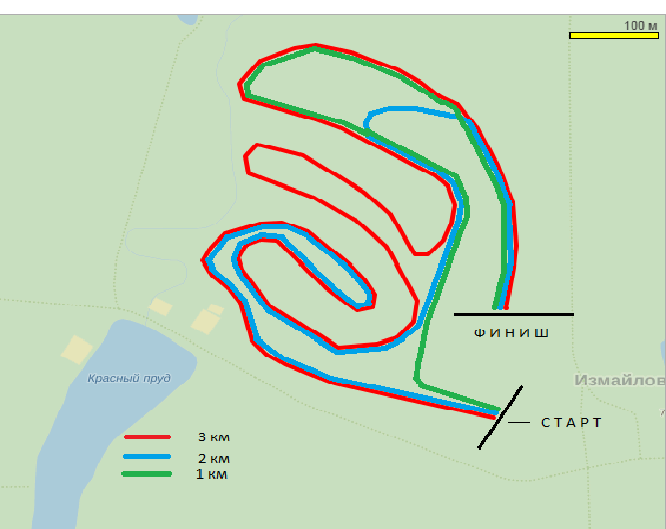 100 м
ФИНИШ
Красный пруд
Измайлов
СТАРТ
3 км
2 км
1 км